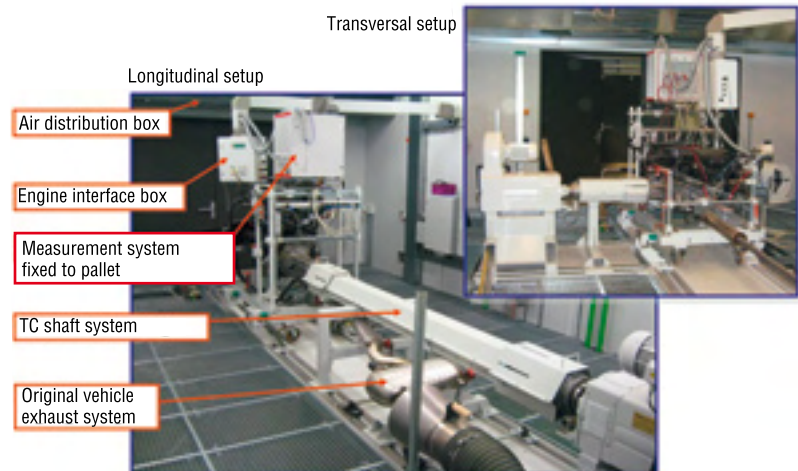 Transversal setup
Longitudinal setup
Air distribution box
Engine interface box
Measurement system
fixed to pallet
TC shaft system
Original vehicle
exhaust system